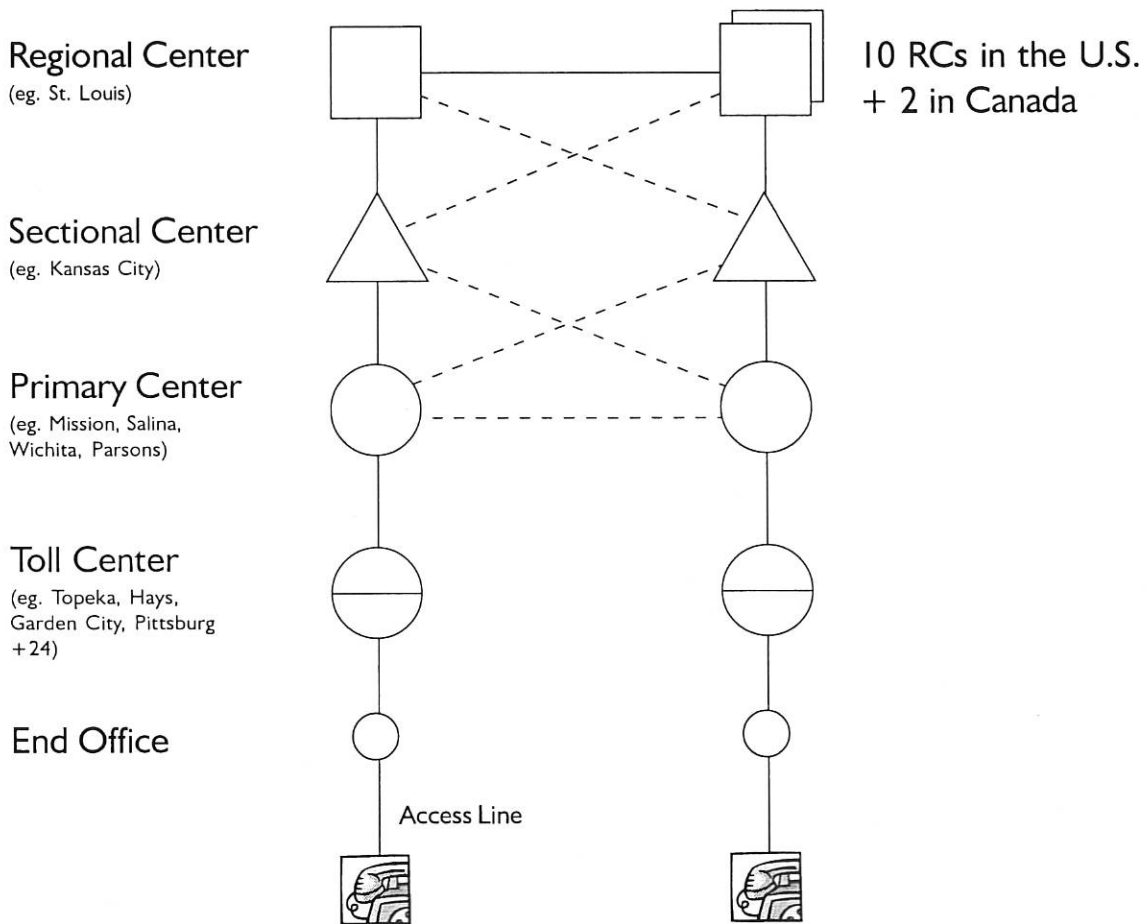 Regional Center
(eg. St. Louis)
10 RCs in the U.S.
+ 2 in Canada
Sectional Center
(eg. Kansas City)
Primary Center
(eg. Mission, Salina,
Wichita, Parsons)
Toll Center
(eg. Topeka, Hays,
Garden City, Pittsburg
+24)
End Office
Access Line